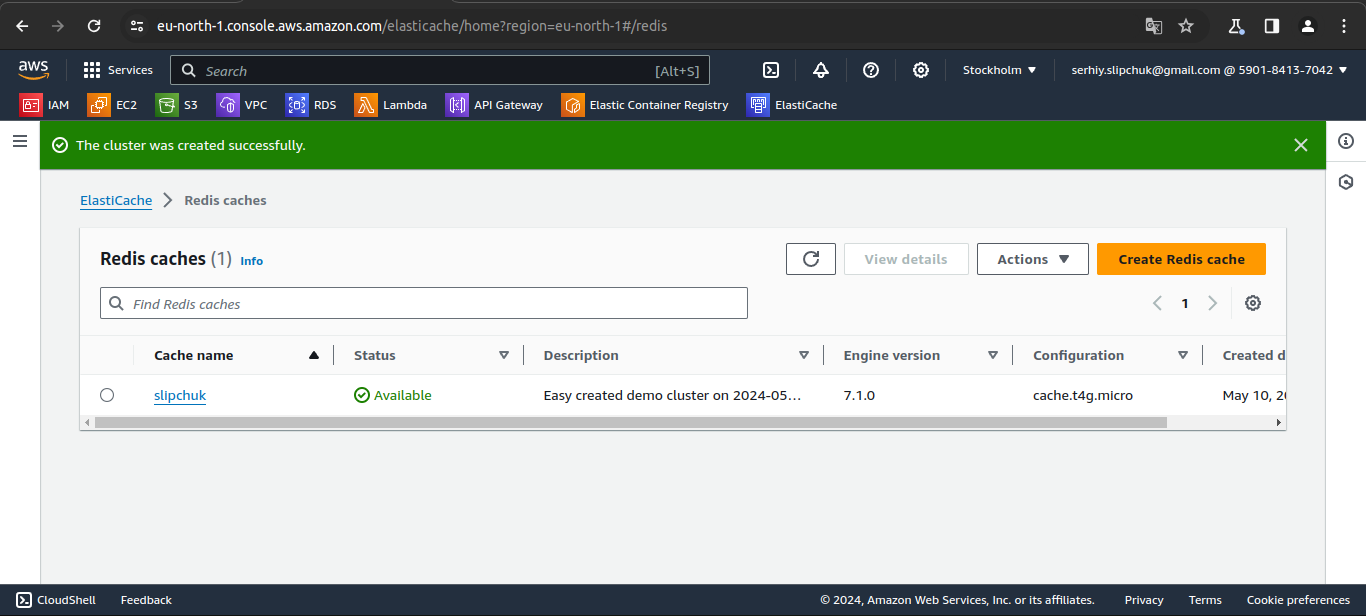 eu-north-1.console.aws.amazon.com/elasticache/home?region=eu-north-1#/redis
aws Services Search [Alt+S] Stockholm serhiy.slipchuk@gmail.com @ 5901-8413-7042
IAM EC2 S3 VPC RDS Lambda API Gateway Elastic Container Registry ElastiCache
The cluster was created successfully.
ElastiCache Redis caches
Redis caches (1) Info View details Actions Create Redis cache
Find Redis caches 1
Cache name Status Description Engine version Configuration Created d
slipchuk Available Easy created demo cluster on 2024-05... 7.1.0 cache.t4g.micro May 10, 20
CloudShell Feedback © 2024, Amazon Web Services, Inc. or its affiliates. Privacy Terms Cookie preferences